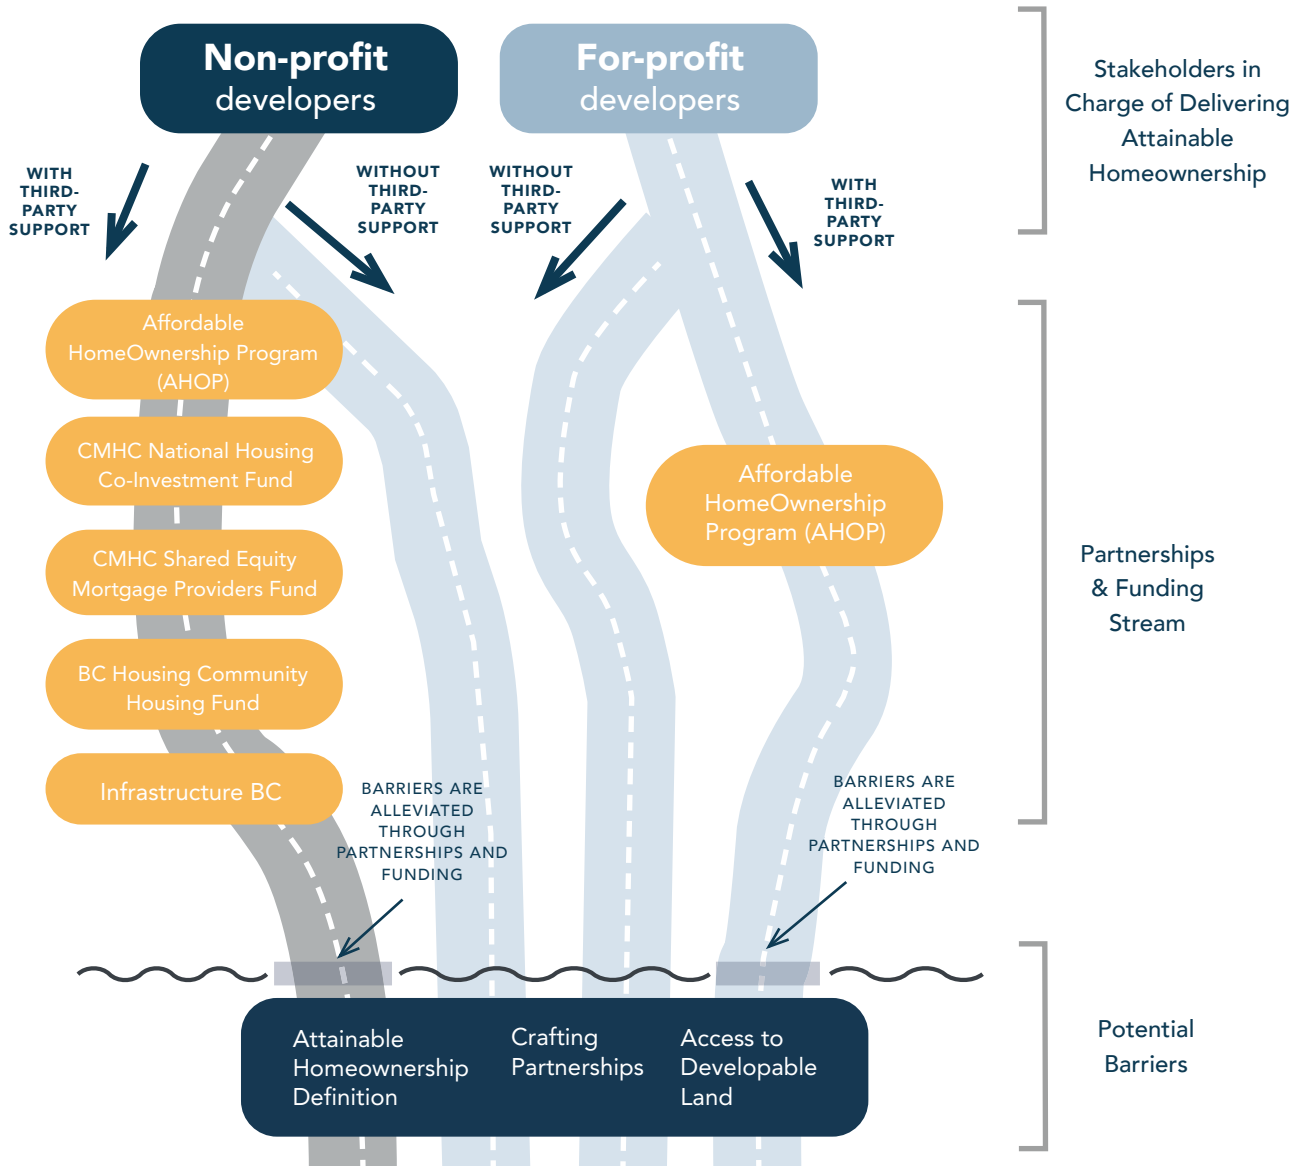 Non-profit
developers
For-profit
developers
Stakeholders in
Charge of Delivering
Attainable
Homeownership
WITH
THIRD-
PARTY
SUPPORT
WITHOUT
THIRD-
PARTY
SUPPORT
WITHOUT
THIRD-
PARTY
SUPPORT
WITH
THIRD-
PARTY
SUPPORT
Affordable
HomeOwnership Program
(AHOP)
CMHC National Housing
Co-Investment Fund
CMHC Shared Equity
Mortgage Providers Fund
BC Housing Community
Housing Fund
Infrastructure BC
Affordable
HomeOwnership
Program (AHOP)
Partnerships
& Funding
Stream
BARRIERS ARE
ALLEVIATED
THROUGH
PARTNERSHIPS AND
FUNDING
BARRIERS ARE
ALLEVIATED
THROUGH
PARTNERSHIPS AND
FUNDING
Attainable
Homeownership
Definition
Crafting
Partnerships
Access to
Developable
Land
Potential
Barriers